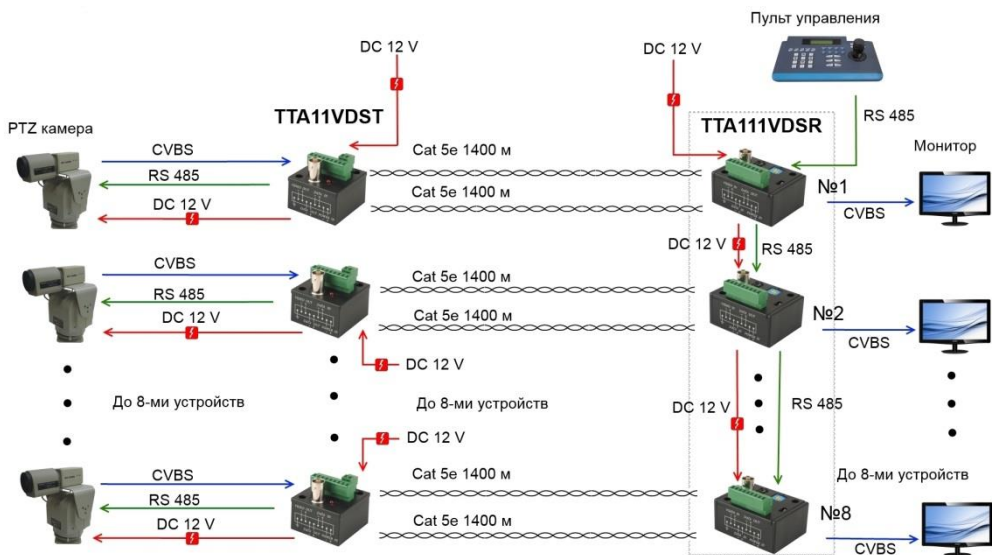 Пульт управления
DC 12 V
DC 12 V
TTA11VDST
TTA111VDSR
RS 485
PTZ камера
Монитор
CVBS
RS 485
DC 12 V
Cat 5e 1400 м
Cat 5e 1400 м
№1
CVBS
DC 12 V
RS 485
CVBS
RS 485
DC 12 V
Cat 5e 1400 м
Cat 5e 1400 м
№2
CVBS
DC 12 V
До 8-ми устройств
До 8-ми устройств
DC 12 V
RS 485
DC 12 V
До 8-ми устройств
CVBS
RS 485
DC 12 V
Cat 5e 1400 м
Cat 5e 1400 м
№8
CVBS